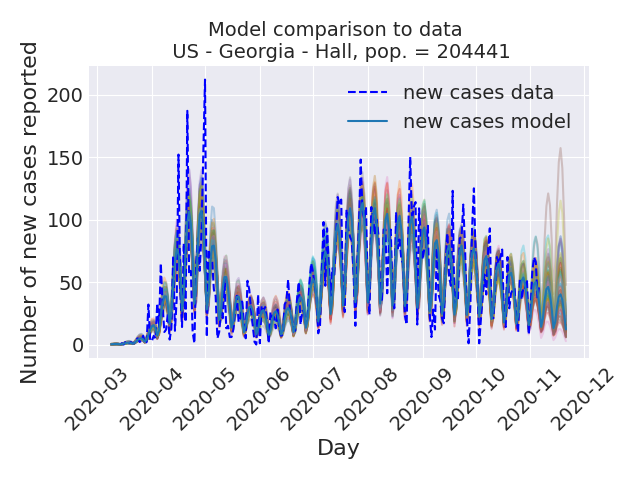 Model comparison to data
US - Georgia - Hall, pop. = 204441
Number of new cases reported
200
150
100
50
0
new cases data
new cases model
2020-03
2020-04
2020-05
2020-06
2020-07
2020-08
2020-09
2020-10
2020-11
2020-12
Day